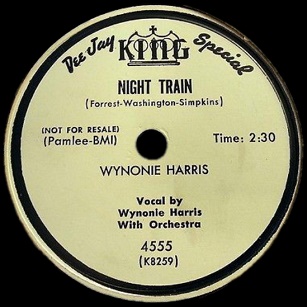 Dee Jay KING Special
NIGHT TRAIN
(Forrest-Washington-Simpkins)
(NOT FOR RESALE)
(Pamlee-BMI) Time: 2:30
WYNONIE HARRIS
Vocal by
Wynonie Harris
With Orchestra
4555
(K8259)